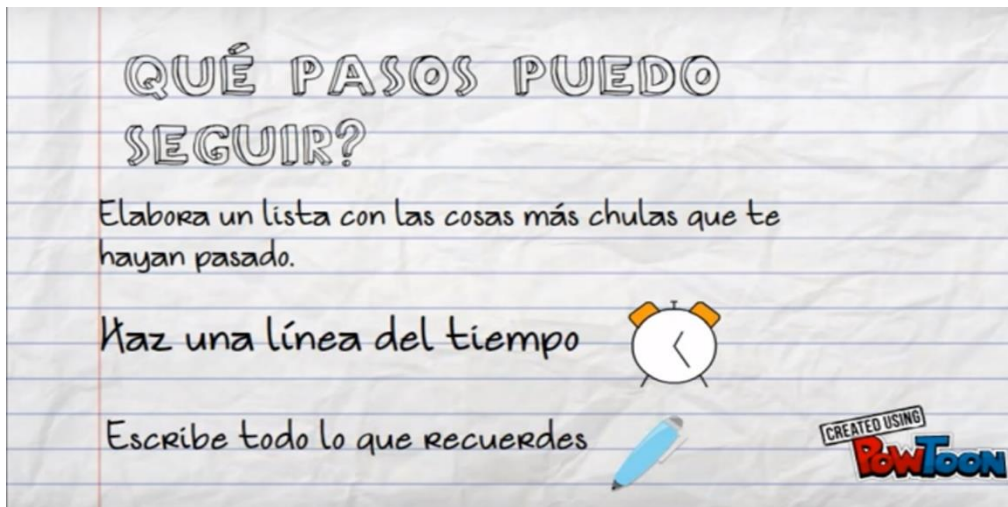 QUÉ PASOS PUEDO
SEGUIR?
Elabora un lista con las cosas más chulas que te
hayan pasado.
Haz una línea del tiempo
Escribe todo lo que recuerdes
CREATED USING
POWTOON